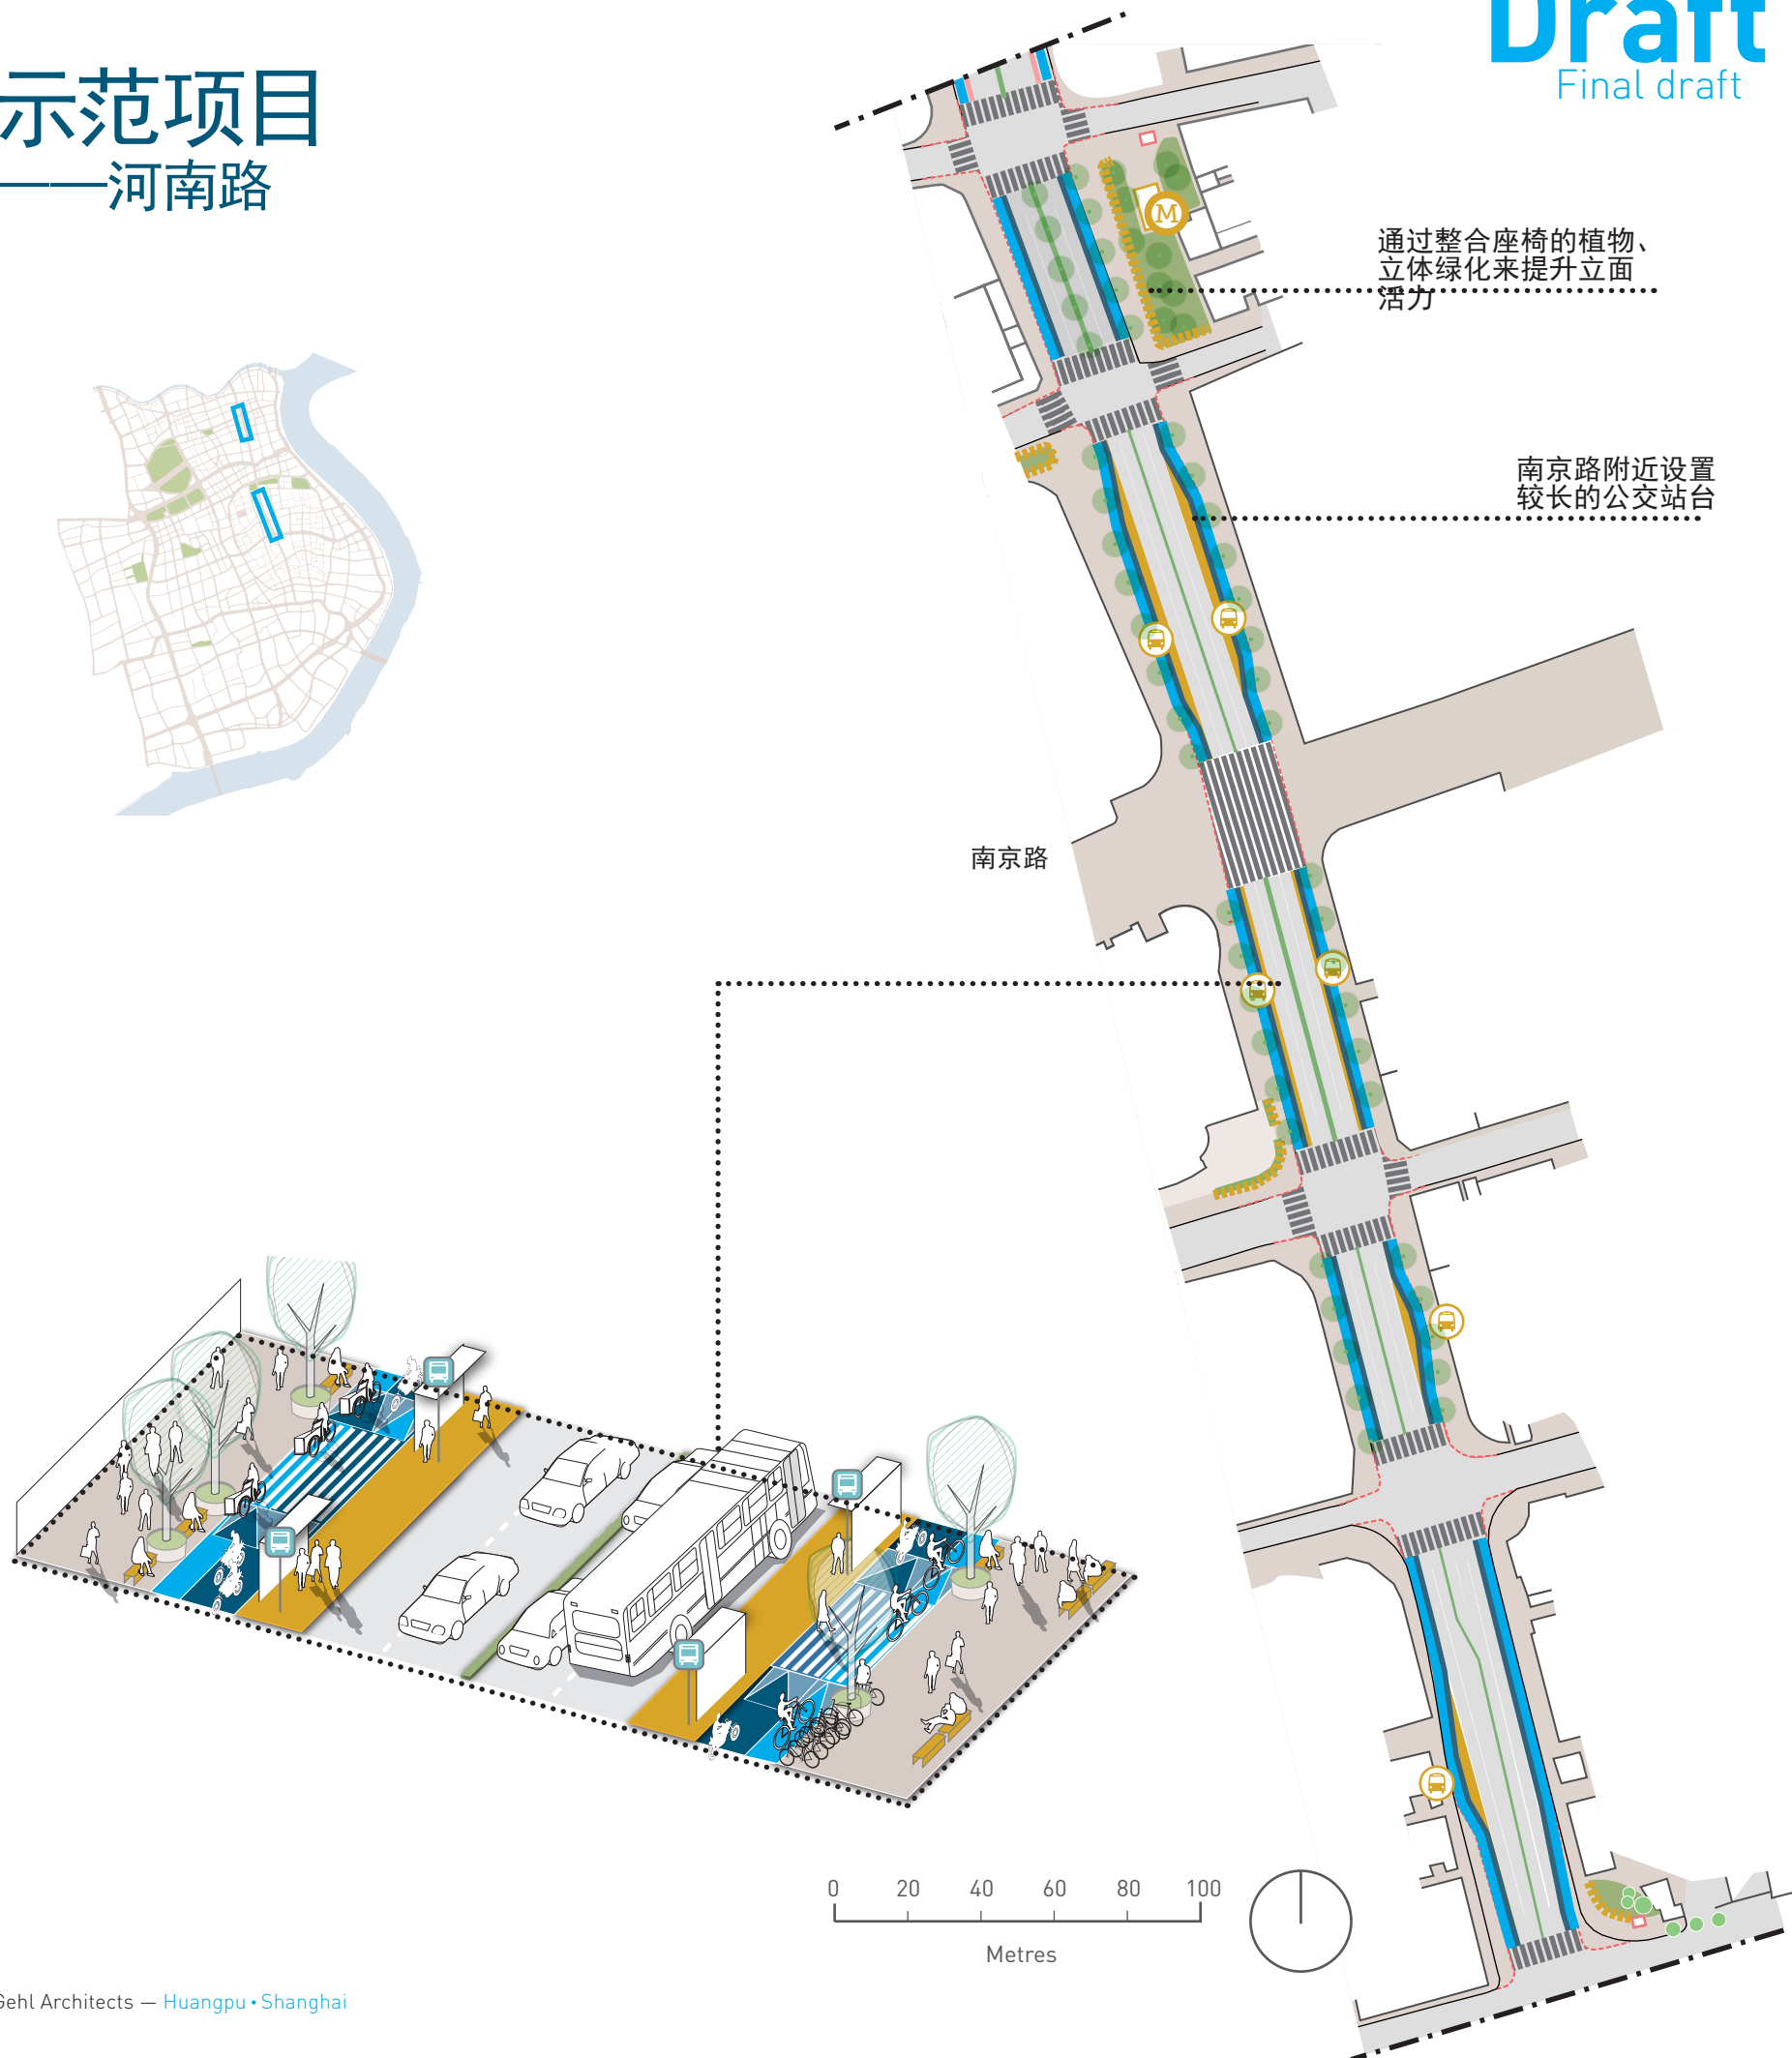 Draft
Final draft
示范项目
——河南路
通过整合座椅的植物、
立体绿化来提升立面
活力
M
南京路附近设置
较长的公交站台
南京路
0 20 40 60 80 100
Metres
Gehl Architects — Huangpu • Shanghai